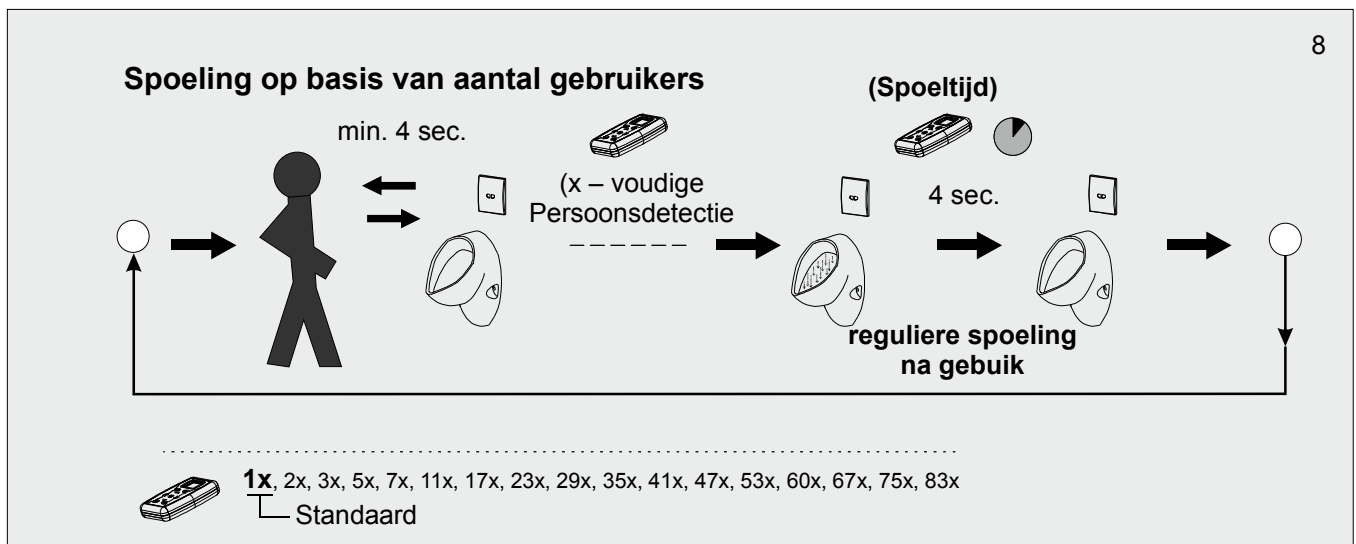 8
Spoeling op basis van aantal gebruikers
(Spoeltijd)
min. 4 sec.
(x – voudige
Persoonsdetectie
4 sec.
reguliere spoeling
na gebuik
1x, 2x, 3x, 5x, 7x, 11x, 17x, 23x, 29x, 35x, 41x, 47x, 53x, 60x, 67x, 75x, 83x
Standaard